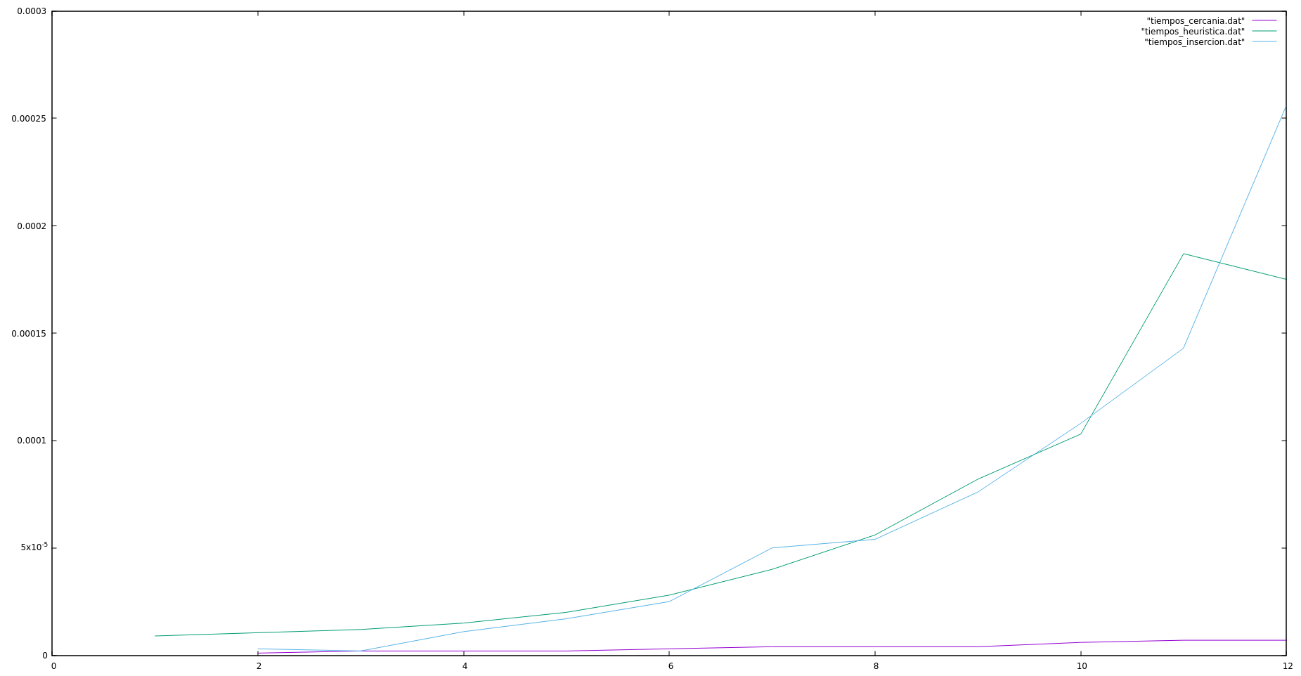 0.0003
"tiempos_cercania.dat"
"tiempos_heuristica.dat"
"tiempos_insercion.dat"
0.00025
0.0002
0.00015
0.0001
5x10⁻⁵
0
0 2 4 6 8 10 12